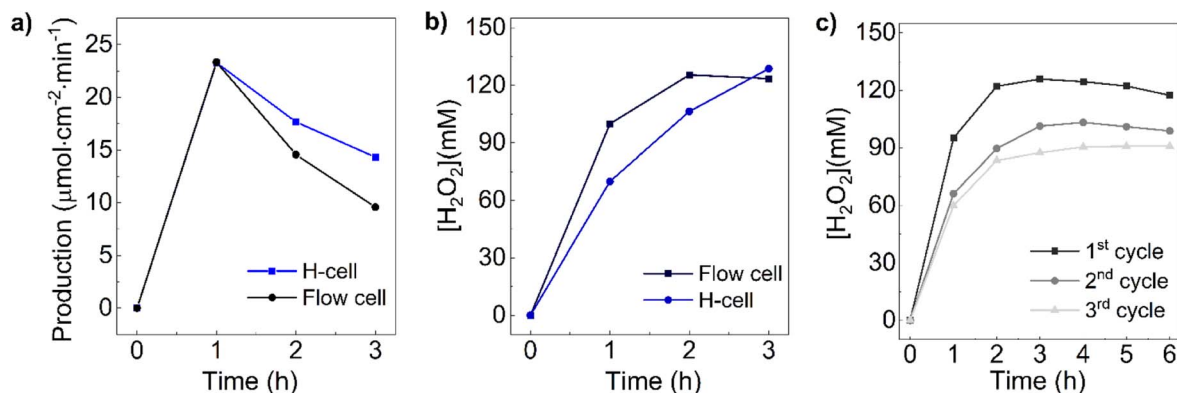 a)
Production (μmol·cm⁻²·min⁻¹)
25
20
15
10
5
0
H-cell
Flow cell
0 1 2 3
Time (h)
b)
[H₂O₂](mM)
150
120
90
60
30
0
Flow cell
H-cell
0 1 2 3
Time (h)
c)
[H₂O₂](mM)
150
120
90
60
30
0
1ˢᵗ cycle
2ⁿᵈ cycle
3ʳᵈ cycle
0 1 2 3 4 5 6
Time (h)